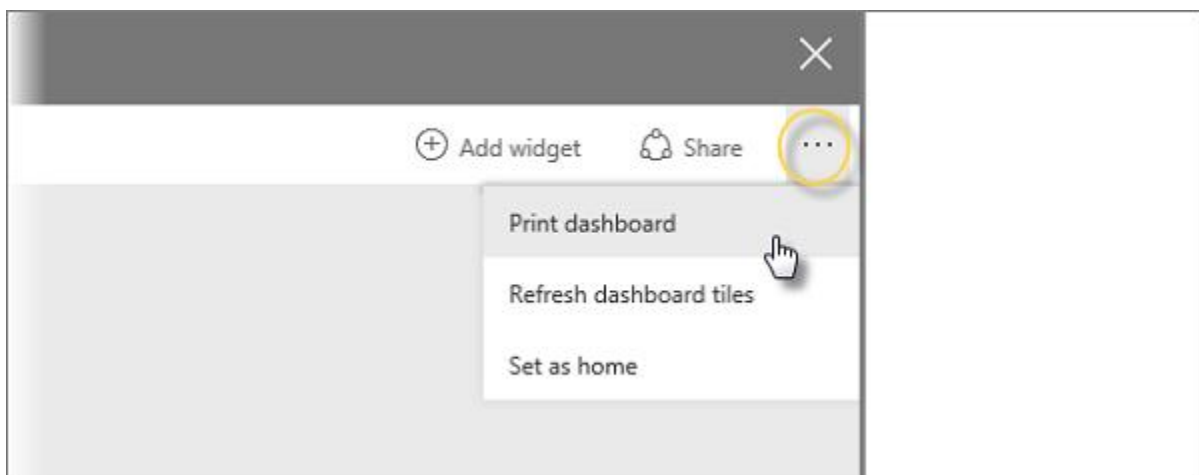 Add widget Share ...
Print dashboard
Refresh dashboard tiles
Set as home